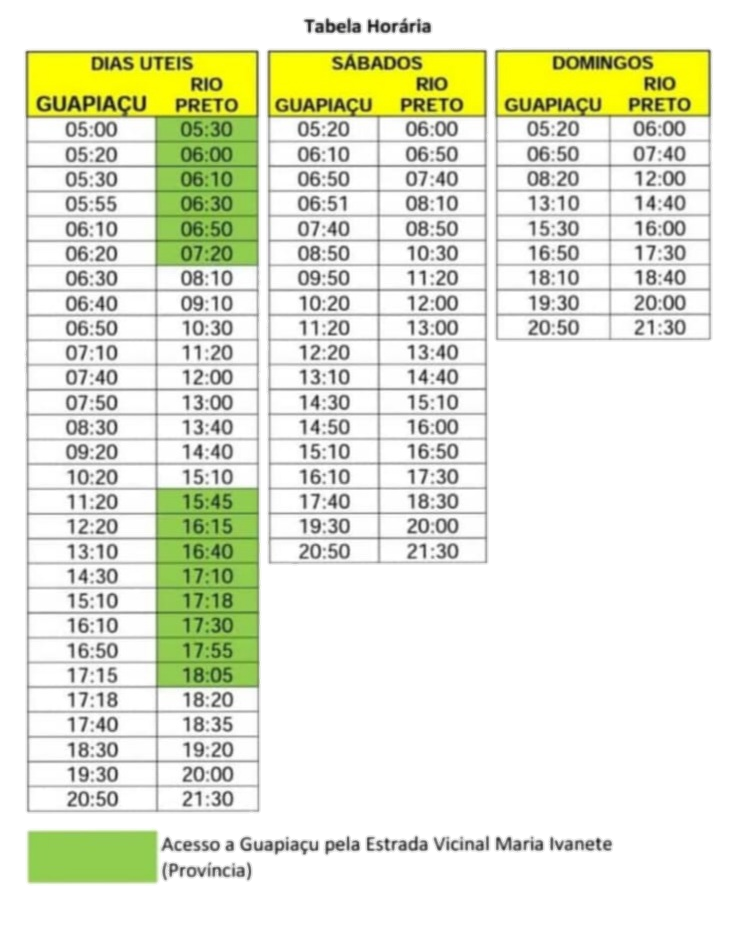 Tabela Horária
DIAS UTEIS SÁBADOS DOMINGOS
RIO RIO RIO
GUAPIAÇU PRETO GUAPIAÇU PRETO GUAPIAÇU PRETO
05:00 05:30 05:20 06:00 05:20 06:00
05:20 06:00 06:10 06:50 06:50 07:40
05:30 06:10 06:50 07:40 08:20 12:00
05:55 06:30 06:51 08:10 13:10 14:40
06:10 06:50 07:40 08:50 15:30 16:00
06:20 07:20 08:50 10:30 16:50 17:30
06:30 08:10 09:50 11:20 18:10 18:40
06:40 09:10 10:20 12:00 19:30 20:00
06:50 10:30 11:20 13:00 20:50 21:30
07:10 11:20 12:20 13:40
07:40 12:00 13:10 14:40
07:50 13:00 14:30 15:10
08:30 13:40 14:50 16:00
09:20 14:40 15:10 16:50
10:20 15:10 16:10 17:30
11:20 15:45 17:40 18:30
12:20 16:15 19:30 20:00
13:10 16:40 20:50 21:30
14:30 17:10
15:10 17:18
16:10 17:30
16:50 17:55
17:15 18:05
17:18 18:20
17:40 18:35
18:30 19:20
19:30 20:00
20:50 21:30
Acesso a Guapiaçu pela Estrada Vicinal Maria Ivanete
(Província)